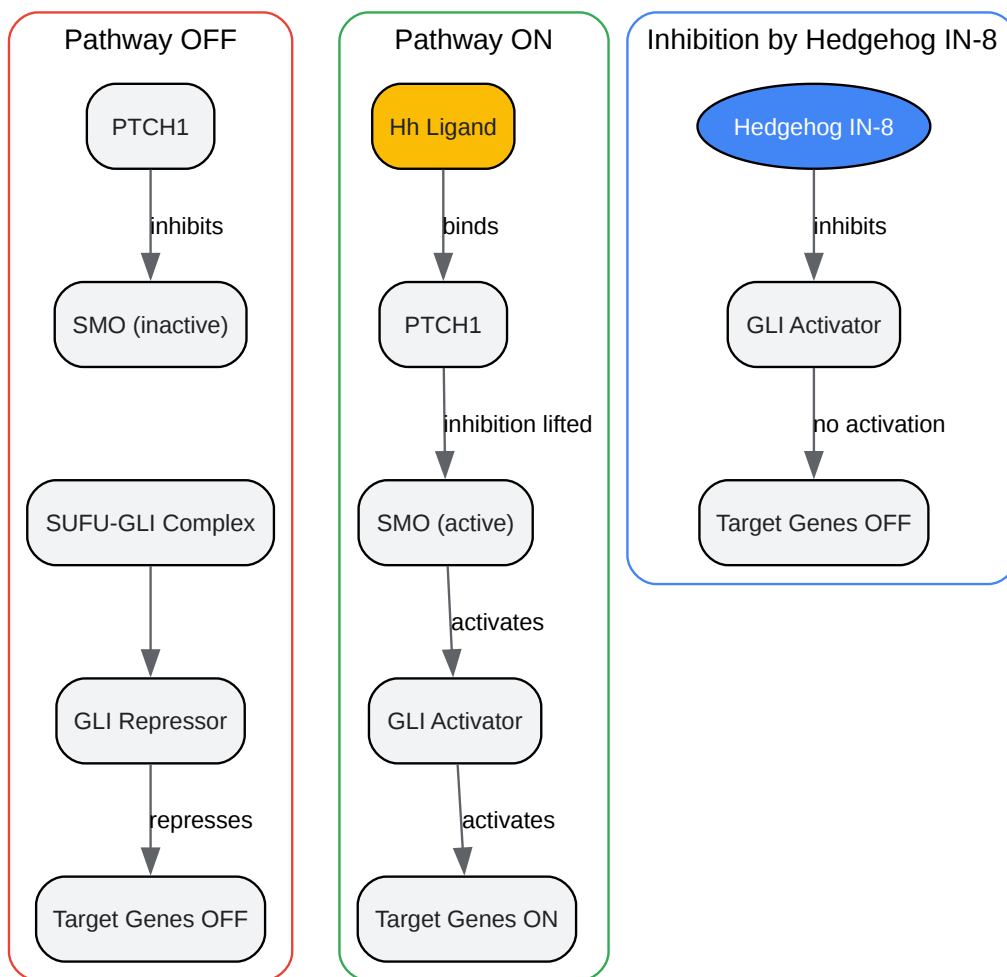 Pathway OFF
PTCH1
inhibits
SMO (inactive)
SUFU-GLI Complex
GLI Repressor
represses
Target Genes OFF
Pathway ON
Hh Ligand
binds
PTCH1
inhibition lifted
SMO (active)
activates
GLI Activator
activates
Target Genes ON
Inhibition by Hedgehog IN-8
Hedgehog IN-8
inhibits
GLI Activator
no activation
Target Genes OFF